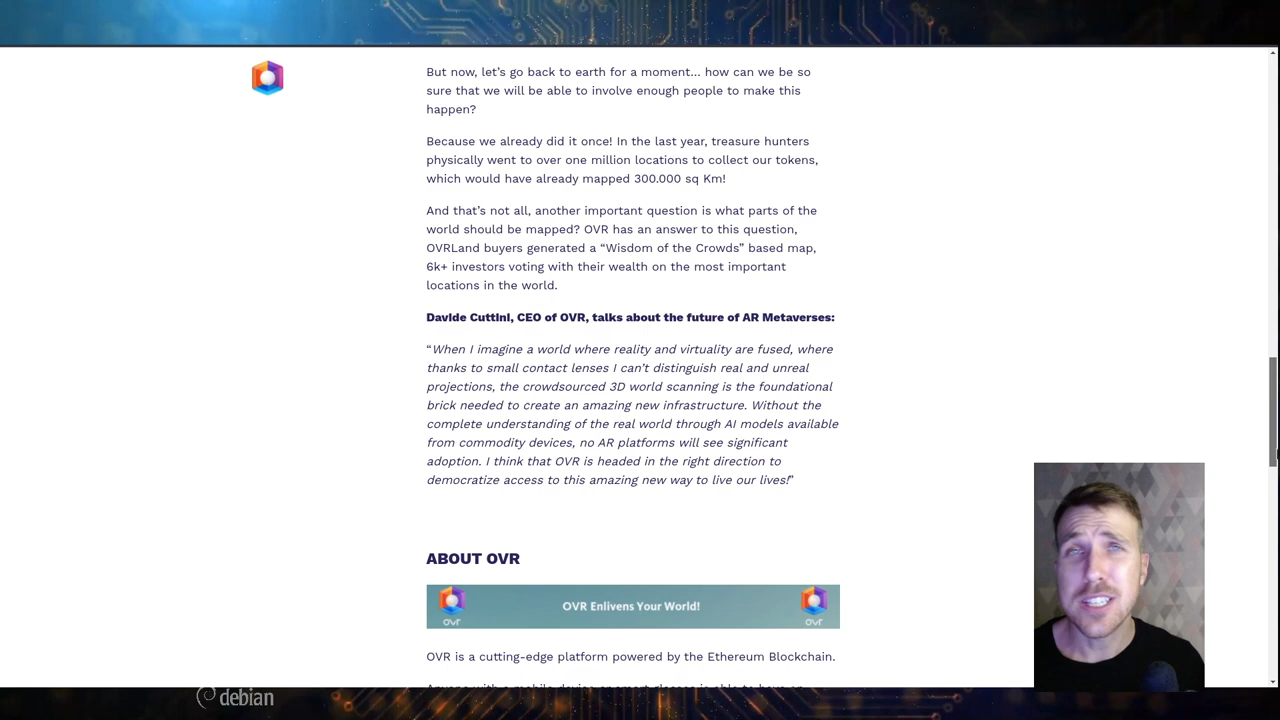 But now, let’s go back to earth for a moment… how can we be so
sure that we will be able to involve enough people to make this
happen?
Because we already did it once! In the last year, treasure hunters
physically went to over one million locations to collect our tokens,
which would have already mapped 300.000 sq Km!
And that’s not all, another important question is what parts of the
world should be mapped? OVR has an answer to this question,
OVRLand buyers generated a “Wisdom of the Crowds” based map,
6k+ investors voting with their wealth on the most important
locations in the world.
Davide Cuttini, CEO of OVR, talks about the future of AR Metaverses:
“When I imagine a world where reality and virtuality are fused, where
thanks to small contact lenses I can’t distinguish real and unreal
projections, the crowdsourced 3D world scanning is the foundational
brick needed to create an amazing new infrastructure. Without the
complete understanding of the real world through AI models available
from commodity devices, no AR platforms will see significant
adoption. I think that OVR is headed in the right direction to
democratize access to this amazing new way to live our lives!”
ABOUT OVR
OVR Enlivens Your World!
ovr
ovr
OVR is a cutting-edge platform powered by the Ethereum Blockchain.
debian